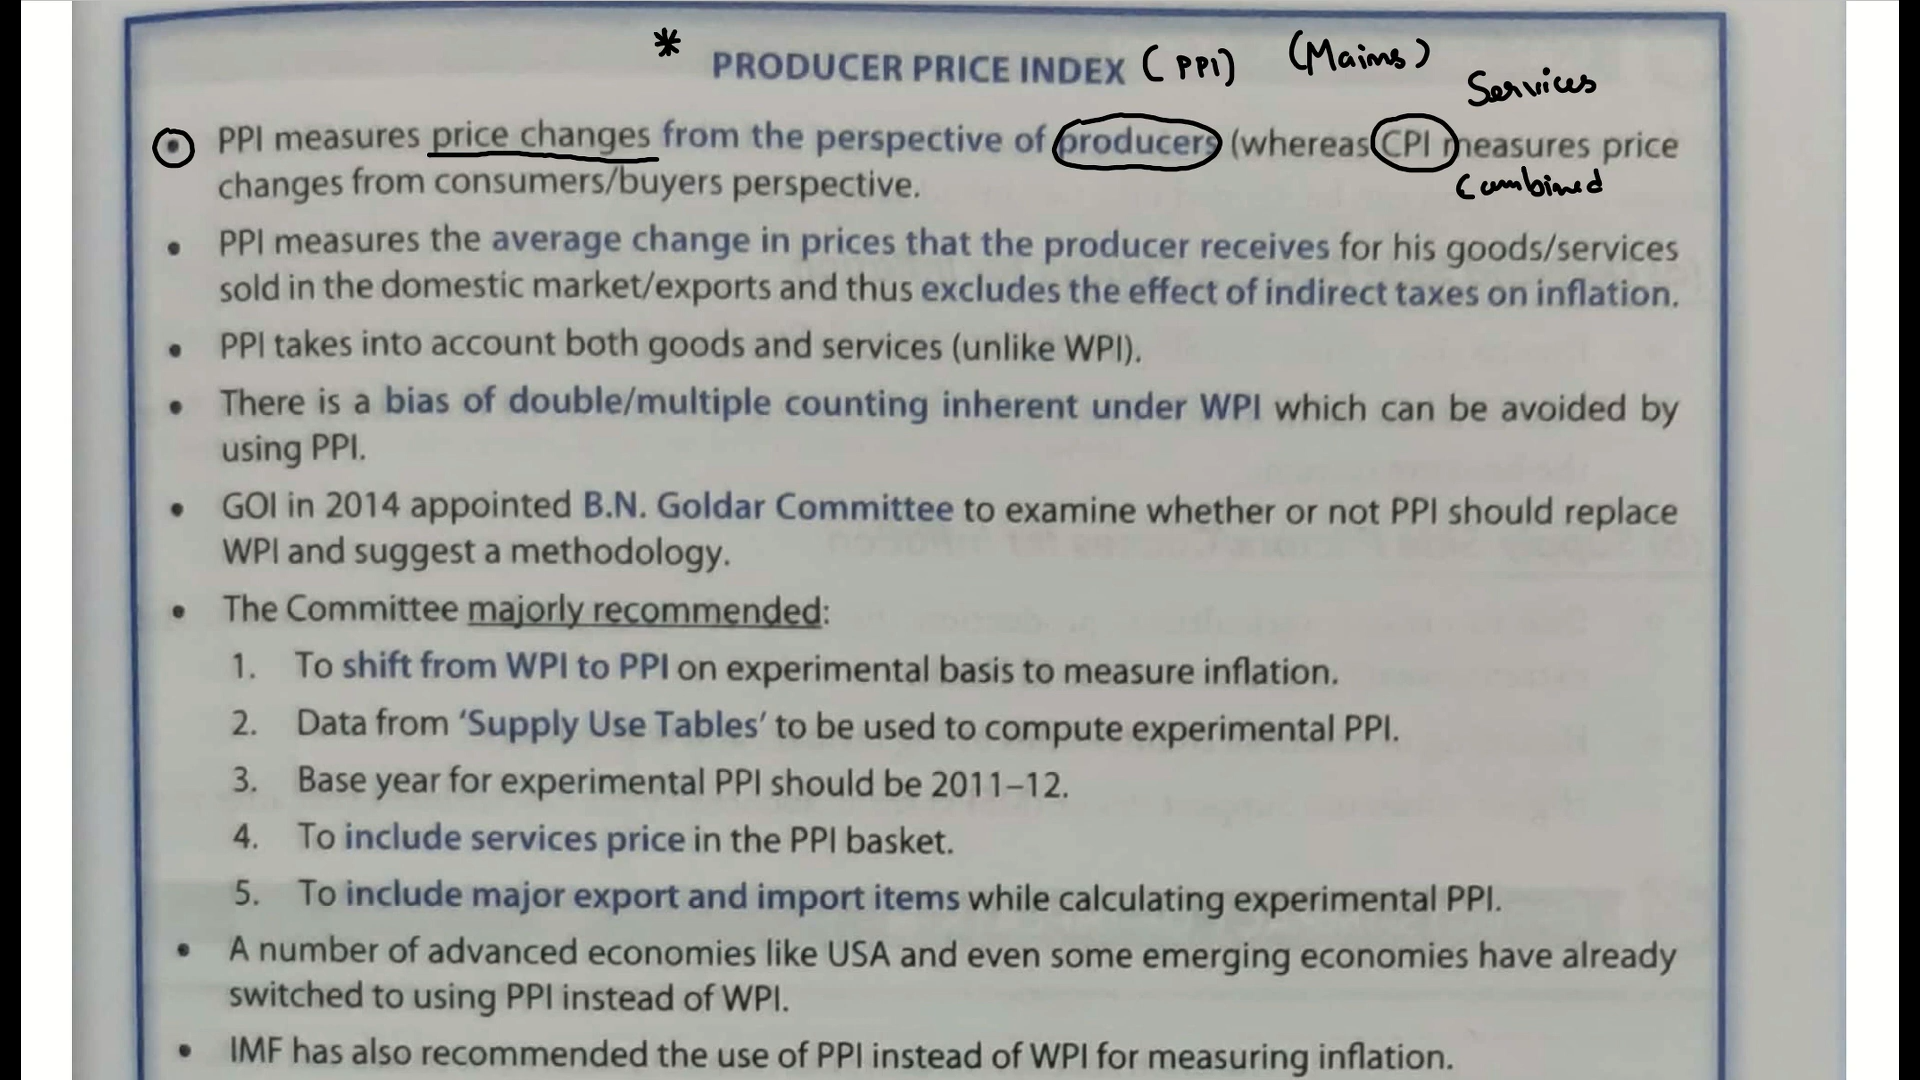 * PRODUCER PRICE INDEX (PPI) (Mains)
Services
• PPI measures price changes from the perspective of producers (whereas CPI measures price
Combined
changes from consumers/buyers perspective.
• PPI measures the average change in prices that the producer receives for his goods/services
sold in the domestic market/exports and thus excludes the effect of indirect taxes on inflation.
• PPI takes into account both goods and services (unlike WPI).
• There is a bias of double/multiple counting inherent under WPI which can be avoided by
using PPI.
• GOI in 2014 appointed B.N. Goldar Committee to examine whether or not PPI should replace
WPI and suggest a methodology.
• The Committee majorly recommended:
1. To shift from WPI to PPI on experimental basis to measure inflation.
2. Data from ‘Supply Use Tables’ to be used to compute experimental PPI.
3. Base year for experimental PPI should be 2011–12.
4. To include services price in the PPI basket.
5. To include major export and import items while calculating experimental PPI.
• A number of advanced economies like USA and even some emerging economies have already
switched to using PPI instead of WPI.
• IMF has also recommended the use of PPI instead of WPI for measuring inflation.